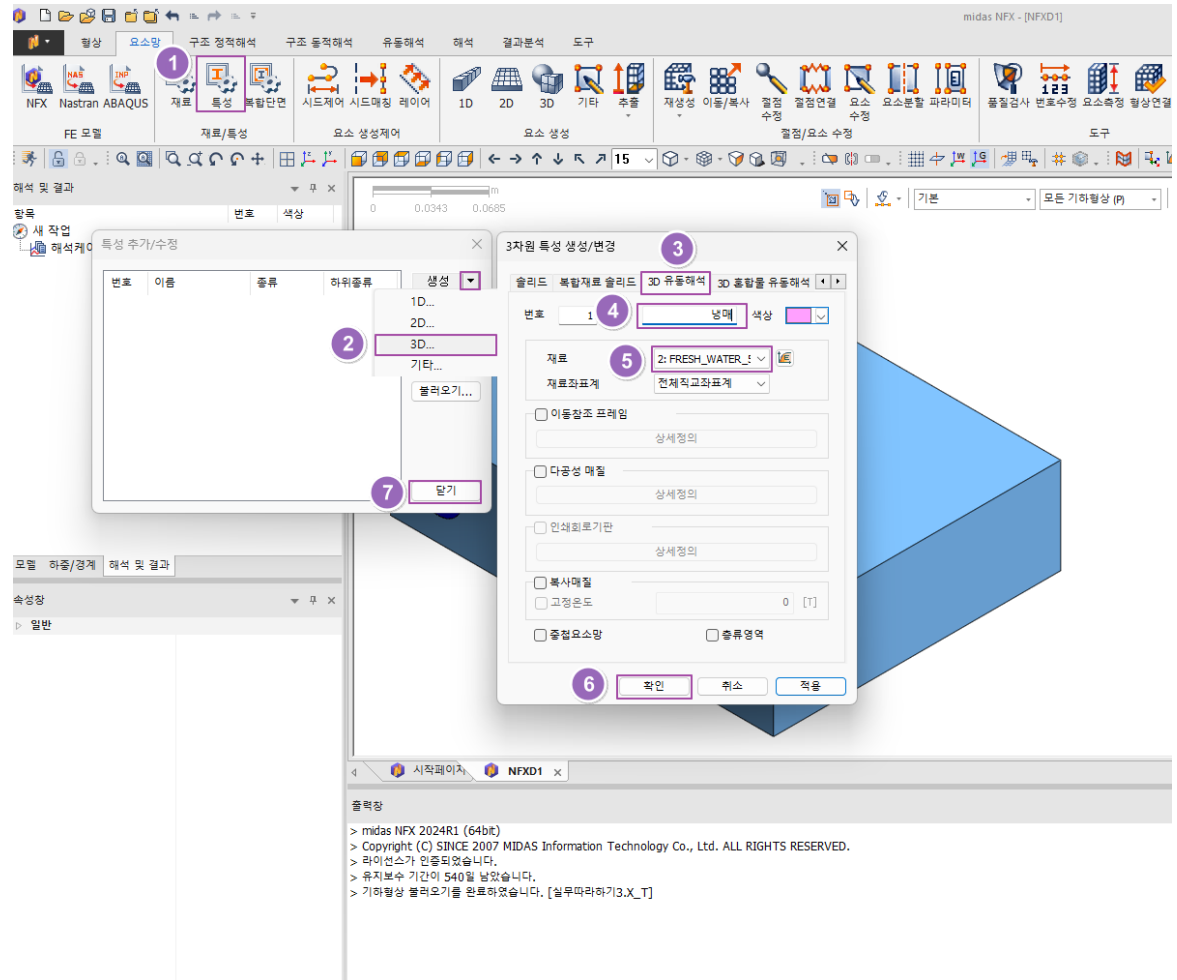 midas NFX - [NFXD1]
형상 요소망 구조 정적해석 구조 동적해석 유동해석 해석 결과분석 도구
1
NAS INP
NFX Nastran ABAQUS 재료 특성 복합단면 시드제어 시드매칭 레이어 1D 2D 3D 기타 추출 재생성 이동/복사 절점 수정 절점연결 요소 수정 요소분할 파라미터 품질검사 번호수정 요소측정 형상연결
FE 모델 재료/특성 요소 생성제어 요소 생성 절점/요소 수정 도구
15
해석 및 결과
항목 번호 색상
새 작업
해석케이
m
0 0.0343 0.0685
기본 모든 기하형상 (P)
특성 추가/수정
번호 이름 종류 하위종류
생성
1D...
2D...
2
3D...
기타...
불러오기...
7
닫기
3차원 특성 생성/변경
3
솔리드 복합재료 솔리드 3D 유동해석 3D 혼합물 유동해석
번호 1 4 냉매 색상
재료 5 2: FRESH_WATER_
재료좌표계 전체직교좌표계
이동참조 프레임
상세정의
다공성 매질
상세정의
인쇄회로기판
상세정의
복사매질
고정온도 0 [T]
중첩요소망 층류영역
6 확인 취소 적용
모델 하중/경계 해석 및 결과
속성창
일반
시작페이지 NFXD1
출력창
> midas NFX 2024R1 (64bit)
> Copyright (C) SINCE 2007 MIDAS Information Technology Co., Ltd. ALL RIGHTS RESERVED.
> 라이선스가 인증되었습니다.
> 유지보수 기간이 540일 남았습니다.
> 기하형상 불러오기를 완료하였습니다. [실무따라하기3.X_T]